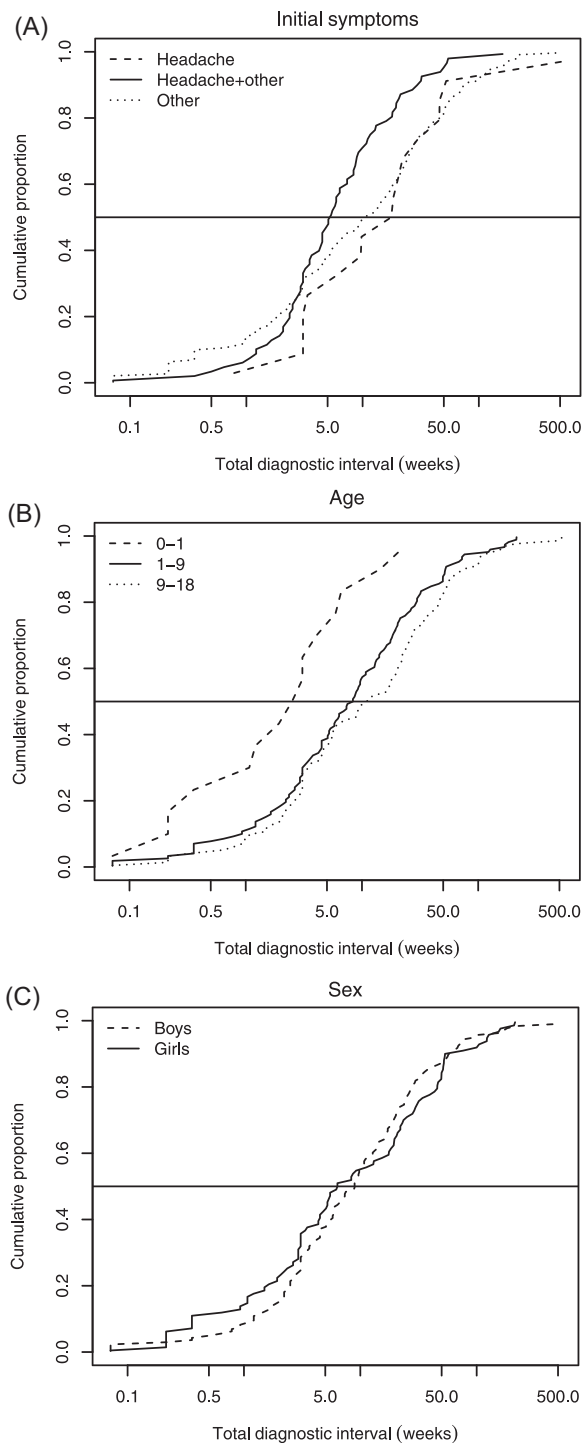 (A)
Initial symptoms
Headache
Headache+other
Other
Cumulative proportion
0.0 0.2 0.4 0.6 0.8 1.0
0.1 0.5 5.0 50.0 500.0
Total diagnostic interval (weeks)
(B)
Age
0–1
1–9
9–18
Cumulative proportion
0.0 0.2 0.4 0.6 0.8 1.0
0.1 0.5 5.0 50.0 500.0
Total diagnostic interval (weeks)
(C)
Sex
Boys
Girls
Cumulative proportion
0.0 0.2 0.4 0.6 0.8 1.0
0.1 0.5 5.0 50.0 500.0
Total diagnostic interval (weeks)